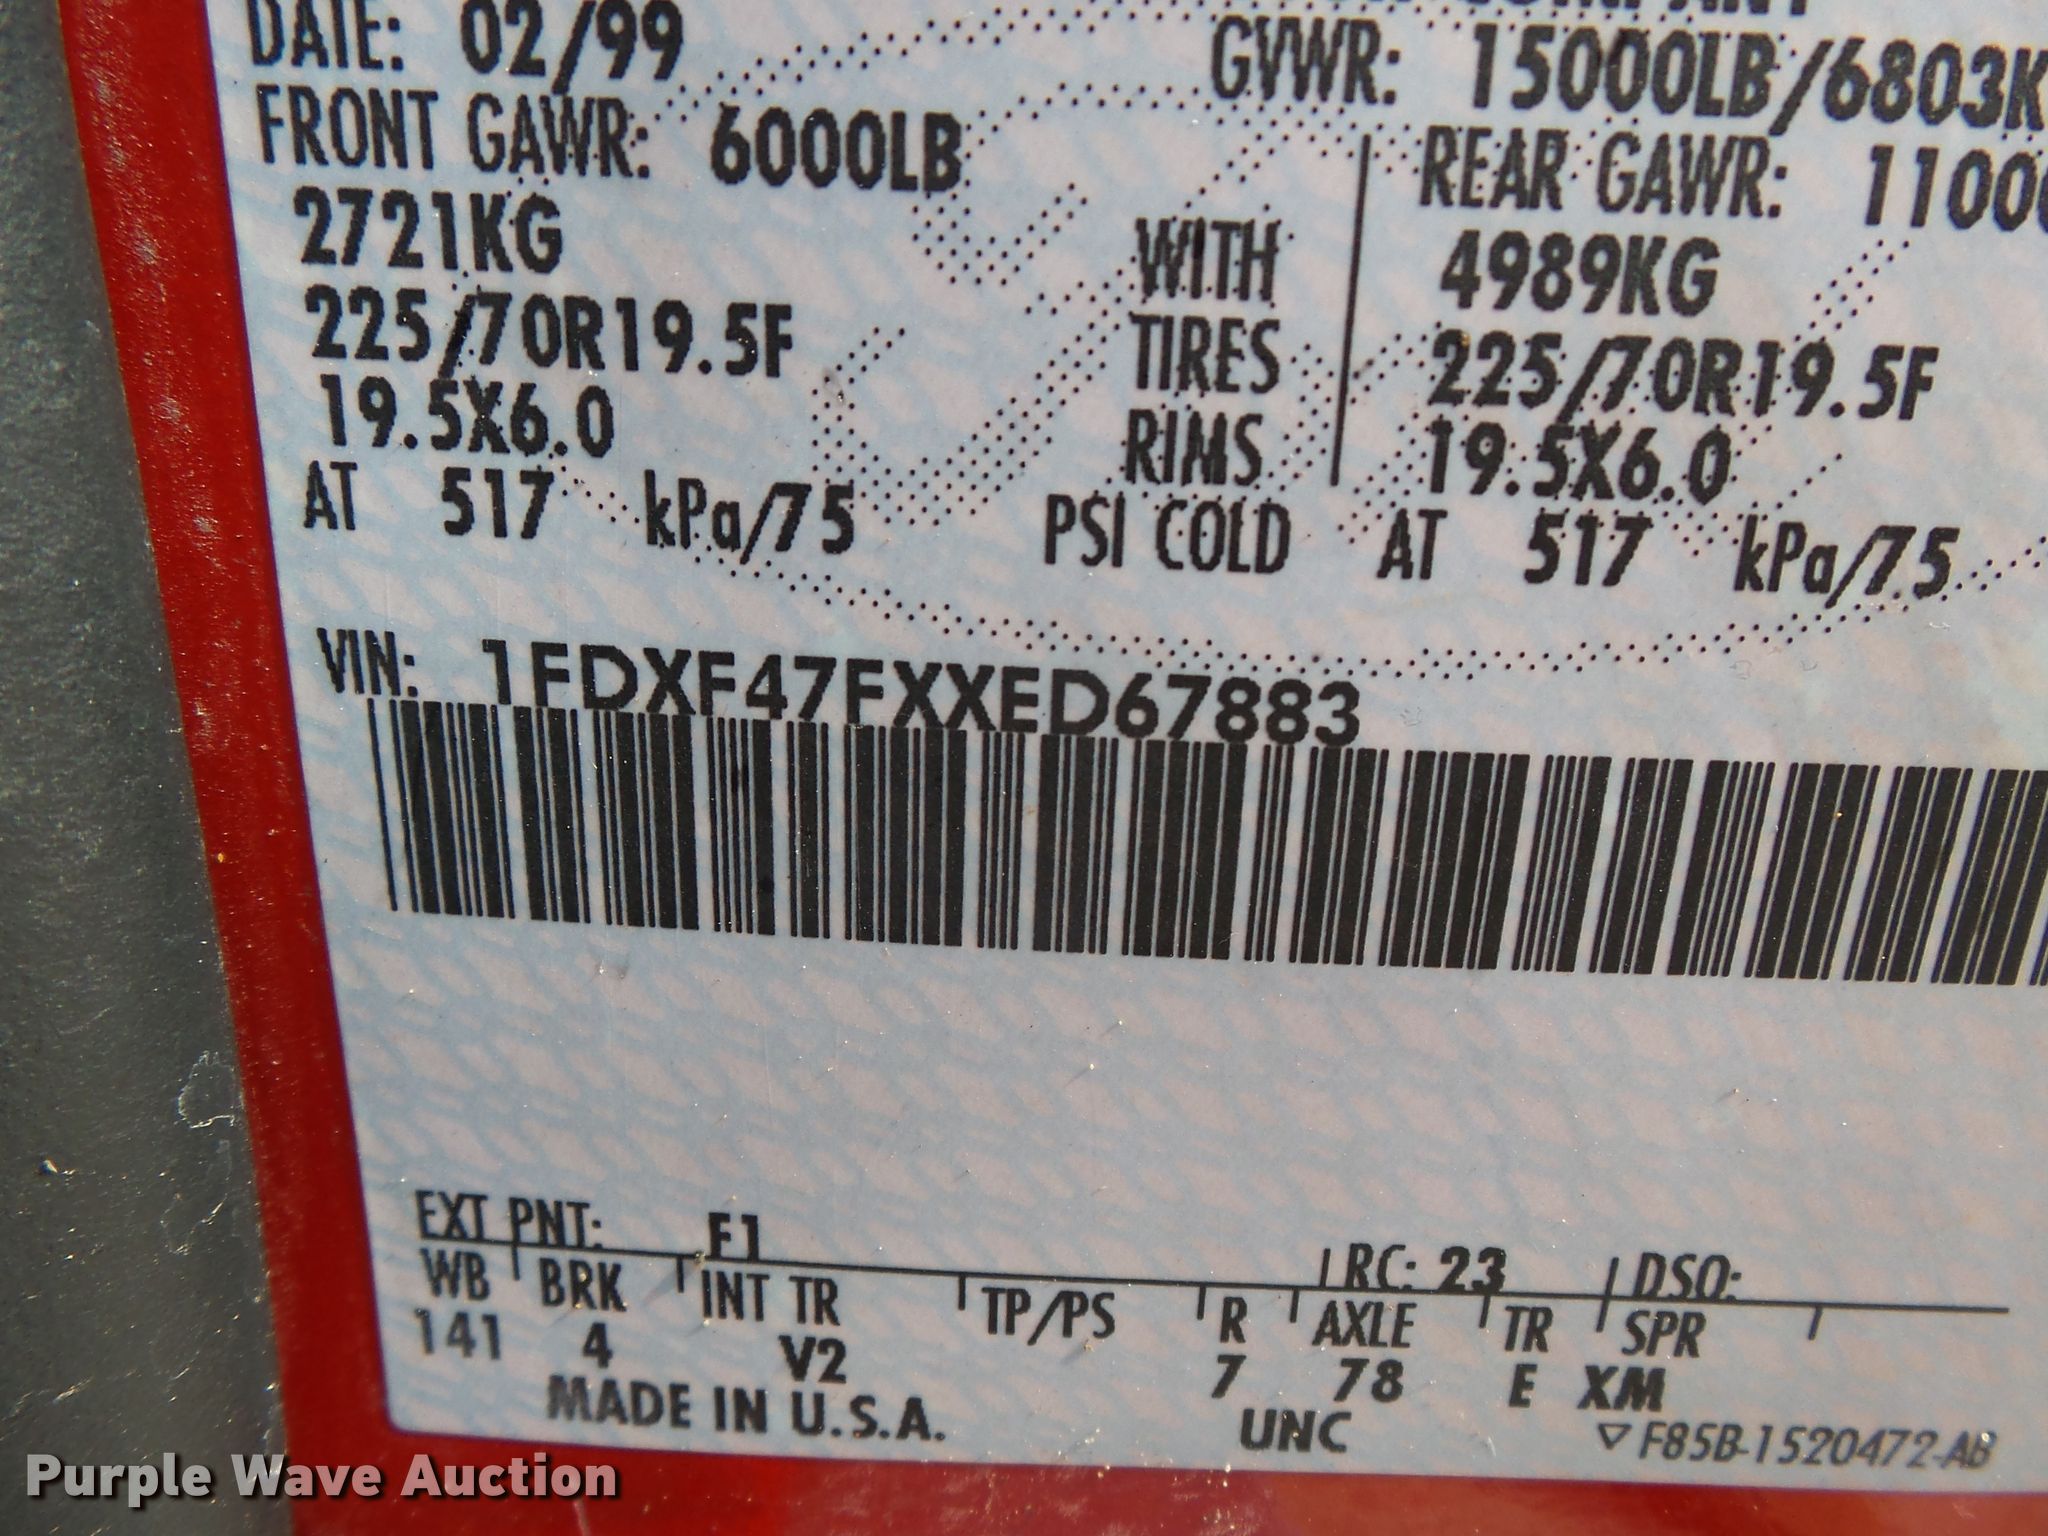 DATE: 02/99
GVWR: 15000LB/6803K
FRONT GAWR: 6000LB
REAR GAWR: 1100
2721KG WITH 4989KG
225/70R19.5F TIRES 225/70R19.5F
19.5X6.0 RIMS 19.5X6.0
AT 517 kPa/75 PSI COLD AT 517 kPa/75
VIN: 1FDXF47FXXED67883
EXT PNT: F1 RC: 23 DSO:
WB BRK INT TR TP/PS R AXLE TR SPR
141 4 V2 7 78 E XM
MADE IN U.S.A. UNC
F85B-1520472-AB
Purple Wave Auction